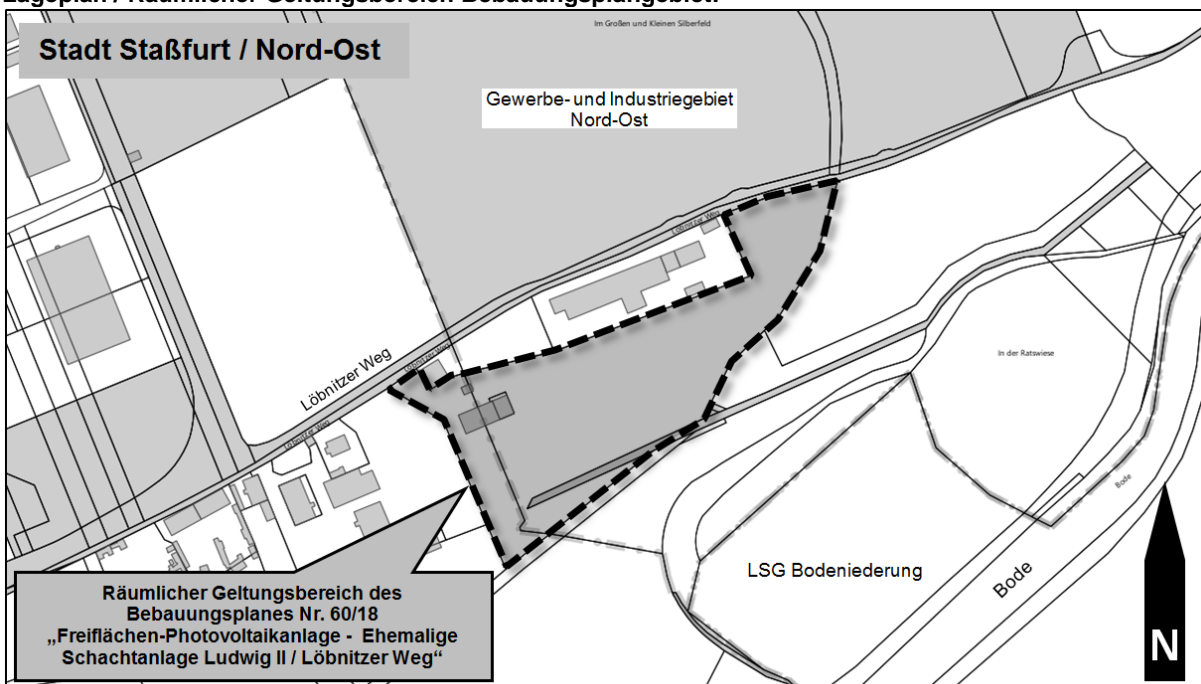 Lageplan / Räumlicher Geltungsbereich Bebauungsplangebiet:
Im Großen und Kleinen Silberfeld
Stadt Staßfurt / Nord-Ost
Gewerbe- und Industriegebiet
Nord-Ost
Löbnitzer Weg
Löbnitzer Weg
Löbnitzer Weg
Löbnitzer Weg
In der Ratswiese
Bode
LSG Bodeniederung
Bode
Räumlicher Geltungsbereich des
Bebauungsplanes Nr. 60/18
„Freiflächen-Photovoltaikanlage - Ehemalige
Schachtanlage Ludwig II / Löbnitzer Weg“
N